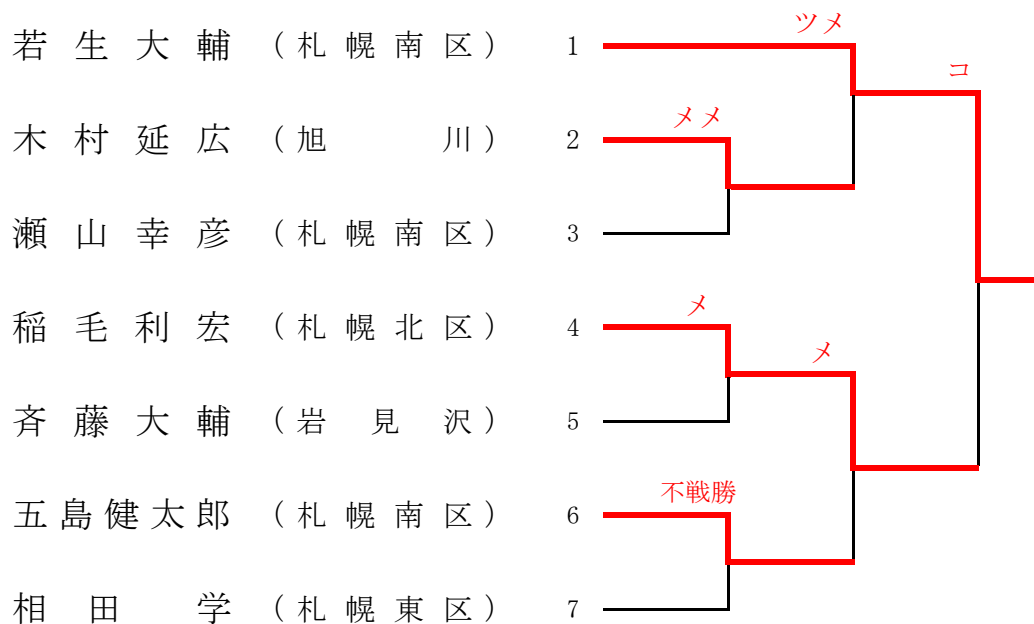 ツメ
若生大輔 (札幌南区) 1
コ
メメ
木村延広 (旭川) 2
瀬山幸彦 (札幌南区) 3
メ
稲毛利宏 (札幌北区) 4
メ
斉藤大輔 (岩見沢) 5
不戦勝
五島健太郎 (札幌南区) 6
相田学 (札幌東区) 7